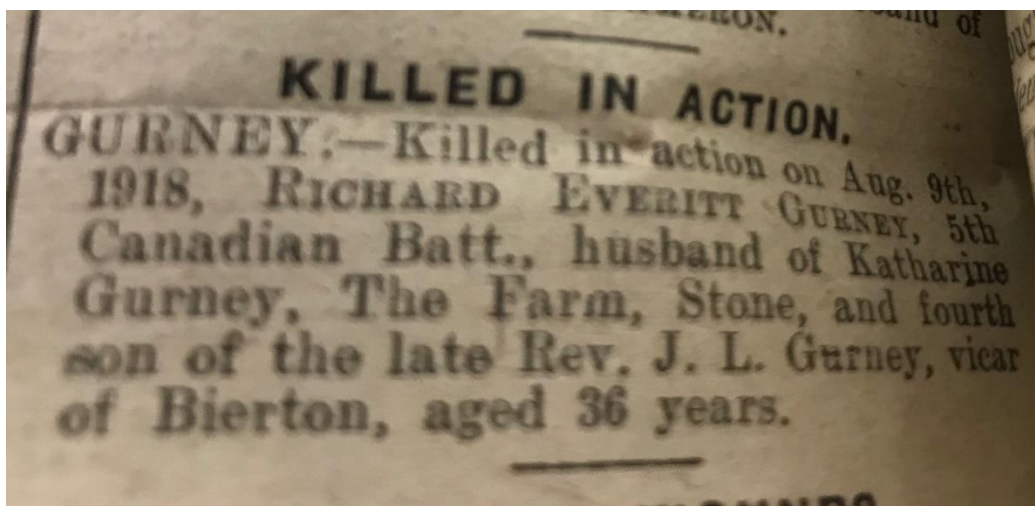 of
KILLED IN ACTION.
GURNEY.—Killed in action on Aug. 9th,
1918, RICHARD EVERITT GURNEY, 5th
Canadian Batt., husband of Katharine
Gurney, The Farm, Stone, and fourth
son of the late Rev. J. L. Gurney, vicar
of Bierton, aged 36 years.